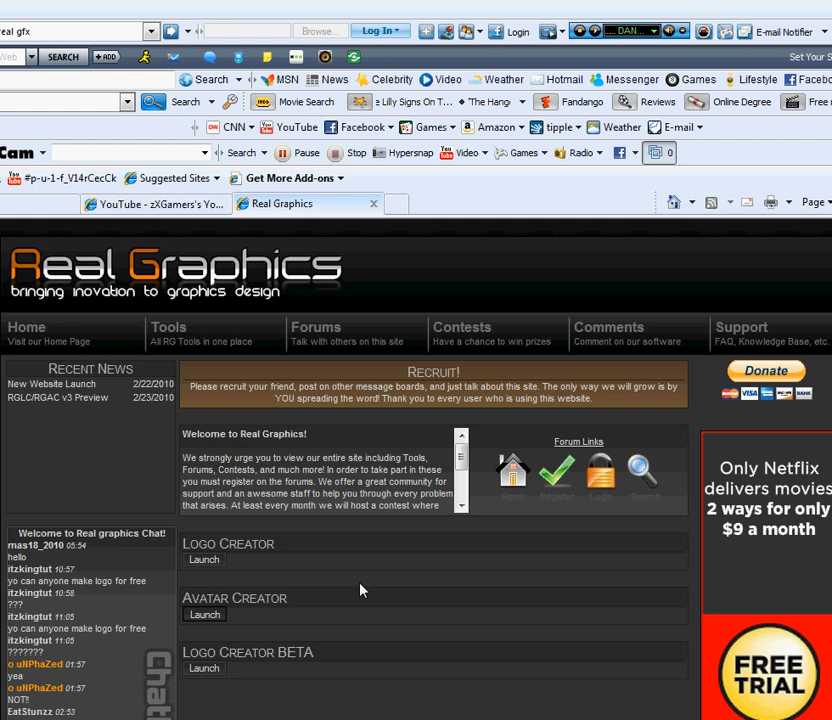 real gfx
Browse... Log In Login DAN... E-mail Notifier
Web SEARCH +ADD Set Your S
Search MSN News Celebrity Video Weather Hotmail Messenger Games Lifestyle Facebo
Search Movie Search e Lilly Signs On T... • 'The Hang Fandango Reviews Online Degree Free
CNN YouTube Facebook Games Amazon tipple Weather E-mail
Cam Search Pause Stop Hypersnap Video Games Radio 0
#p-u-1-f_V14rCecCk Suggested Sites Get More Add-ons
YouTube - zXGamers's Yo... Real Graphics Page
Real Graphics
bringing inovation to graphics design
Home Tools Forums Contests Comments Support
Visit our Home Page All RG Tools in one place Talk with others on this site Have a chance to win prizes Comment on our software FAQ, Knowledge Base, etc.
Recent News
New Website Launch 2/22/2010
RGLC/RGAC v3 Preview 2/23/2010
Recruit!
Please recruit your friend, post on other message boards, and just talk about this site. The only way we will grow is by
YOU spreading the word! Thank you to every user who is using this website.
Donate
VISA BANK
Welcome to Real Graphics!
We strongly urge you to view our entire site including Tools,
Forums, Contests, and much more! In order to take part in these
you must register on the forums. We offer a great community for
support and an awesome staff to help you through every problem
that arises. At least every month we will host a contest where
Forum Links
Home Register Login Search
Only Netflix
delivers movies
2 ways for only
$9 a month
FREE
TRIAL
Welcome to Real graphics Chat!
mas18_2010 05:54
hello
itzkingtut 10:57
yo can anyone make logo for free
itzkingtut 10:58
???
itzkingtut 11:05
yo can anyone make logo for free
itzkingtut 11:05
???????
o uNPhaZed 01:57
yea
o uNPhaZed 01:57
NOT!!
EatStunzz 02:53
Chat
Logo Creator
Launch
Avatar Creator
Launch
Logo Creator BETA
Launch